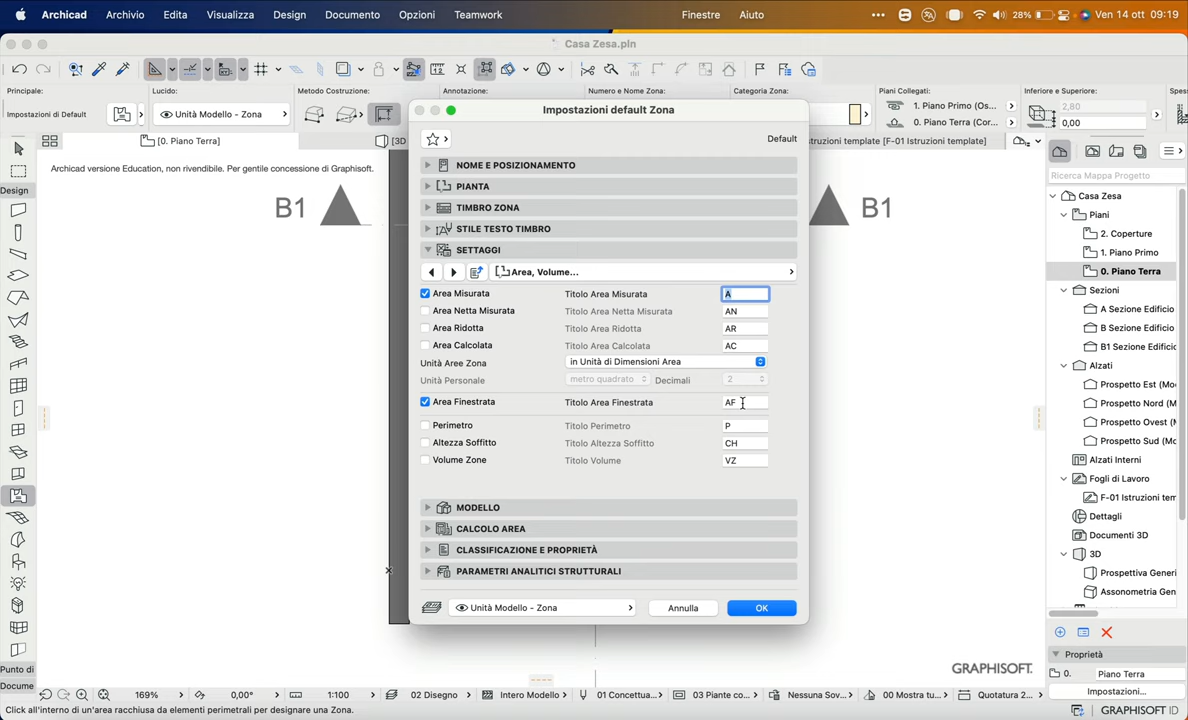 Archicad Archivio Edita Visualizza Design Documento Opzioni Teamwork Finestre Aiuto 28% Ven 14 ott 09:19
Casa Zesa.pln
Principale: Lucido: Metodo Costruzione: Annotazione: Numero e Nome Zona: Categoria Zona: Piani Collegati: Inferiore e Superiore:
Impostazioni di Default Unità Modello - Zona 1. Piano Primo (Os... 2,80
0. Piano Terra (Cor... 0,00
[0. Piano Terra] [3D Impostazioni default Zona struzioni template [F-01 Istruzioni template]
Archicad versione Education, non rivendibile. Per gentile concessione di Graphisoft.
Default
Design
B1 B1
NOME E POSIZIONAMENTO
PIANTA
TIMBRO ZONA
STILE TESTO TIMBRO
SETTAGGI
Area, Volume...
Area Misurata Titolo Area Misurata A
Area Netta Misurata Titolo Area Netta Misurata AN
Area Ridotta Titolo Area Ridotta AR
Area Calcolata Titolo Area Calcolata AC
Unità Aree Zona in Unità di Dimensioni Area
Unità Personale metro quadrato Decimali 2
Area Finestrata Titolo Area Finestrata AF
Perimetro Titolo Perimetro P
Altezza Soffitto Titolo Altezza Soffitto CH
Volume Zone Titolo Volume VZ
MODELLO
CALCOLO AREA
CLASSIFICAZIONE E PROPRIETÀ
PARAMETRI ANALITICI STRUTTURALI
Unità Modello - Zona Annulla OK
Ricerca Mappa Progetto
Casa Zesa
Piani
2. Coperture
1. Piano Primo
0. Piano Terra
Sezioni
A Sezione Edificio
B Sezione Edificio
B1 Sezione Edifici
Alzati
Prospetto Est (Mo
Prospetto Nord (M
Prospetto Ovest (
Prospetto Sud (Mo
Alzati Interni
Fogli di Lavoro
F-01 Istruzioni tem
Dettagli
Documenti 3D
3D
Prospettiva Generi
Assonometria Gen
Proprietà
0. Piano Terra
Impostazioni...
GRAPHISOFT.
Punto di
Docume
169% 0,00° 1:100 02 Disegno Intero Modello 01 Concettua... 03 Piante co... Nessuna Sov... 00 Mostra tu... Quotatura 2...
Click all'interno di un'area racchiusa da elementi perimetrali per designare una Zona. GRAPHISOFT ID